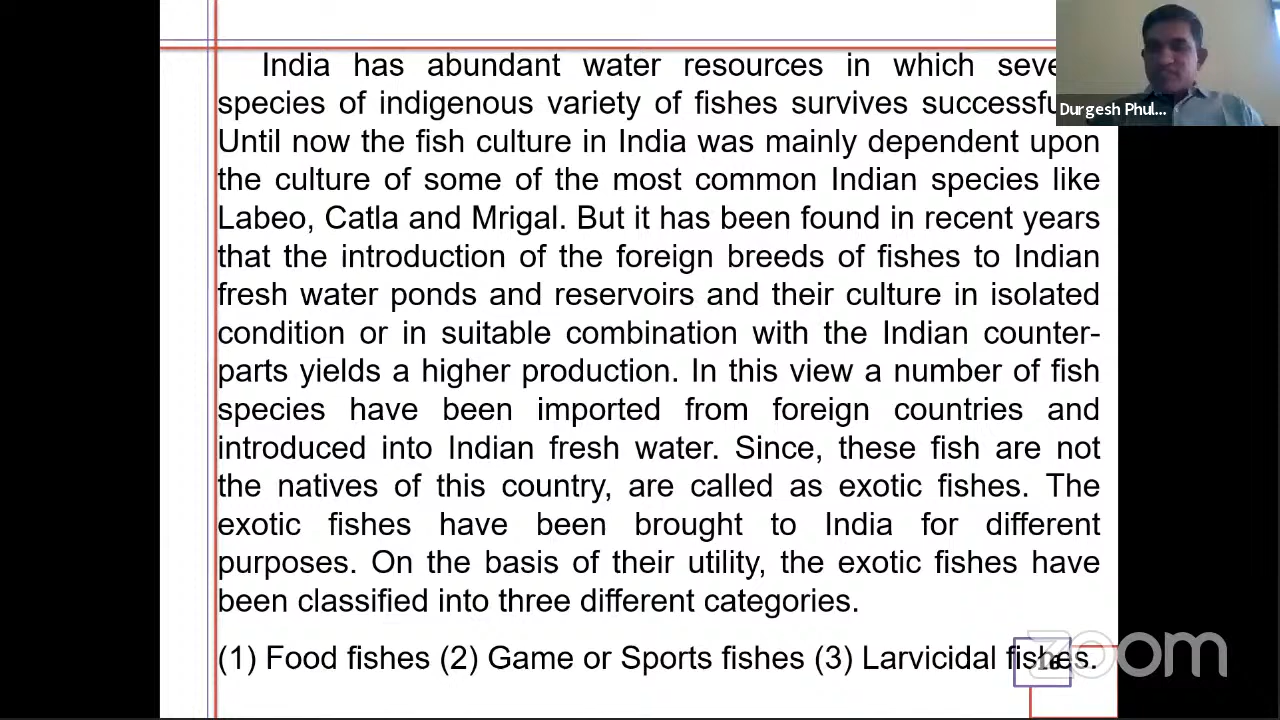 India has abundant water resources in which
species of indigenous variety of fishes survives
Until now the fish culture in India was mainly dependent upon
the culture of some of the most common Indian species like
Labeo, Catla and Mrigal. But it has been found in recent years
that the introduction of the foreign breeds of fishes to Indian
fresh water ponds and reservoirs and their culture in isolated
condition or in suitable combination with the Indian counter-
parts yields a higher production. In this view a number of fish
species have been imported from foreign countries and
introduced into Indian fresh water. Since, these fish are not
the natives of this country, are called as exotic fishes. The
exotic fishes have been brought to India for different
purposes. On the basis of their utility, the exotic fishes have
been classified into three different categories.
(1) Food fishes (2) Game or Sports fishes (3) Larvicidal fishes.
Durgesh Phul...
zoom